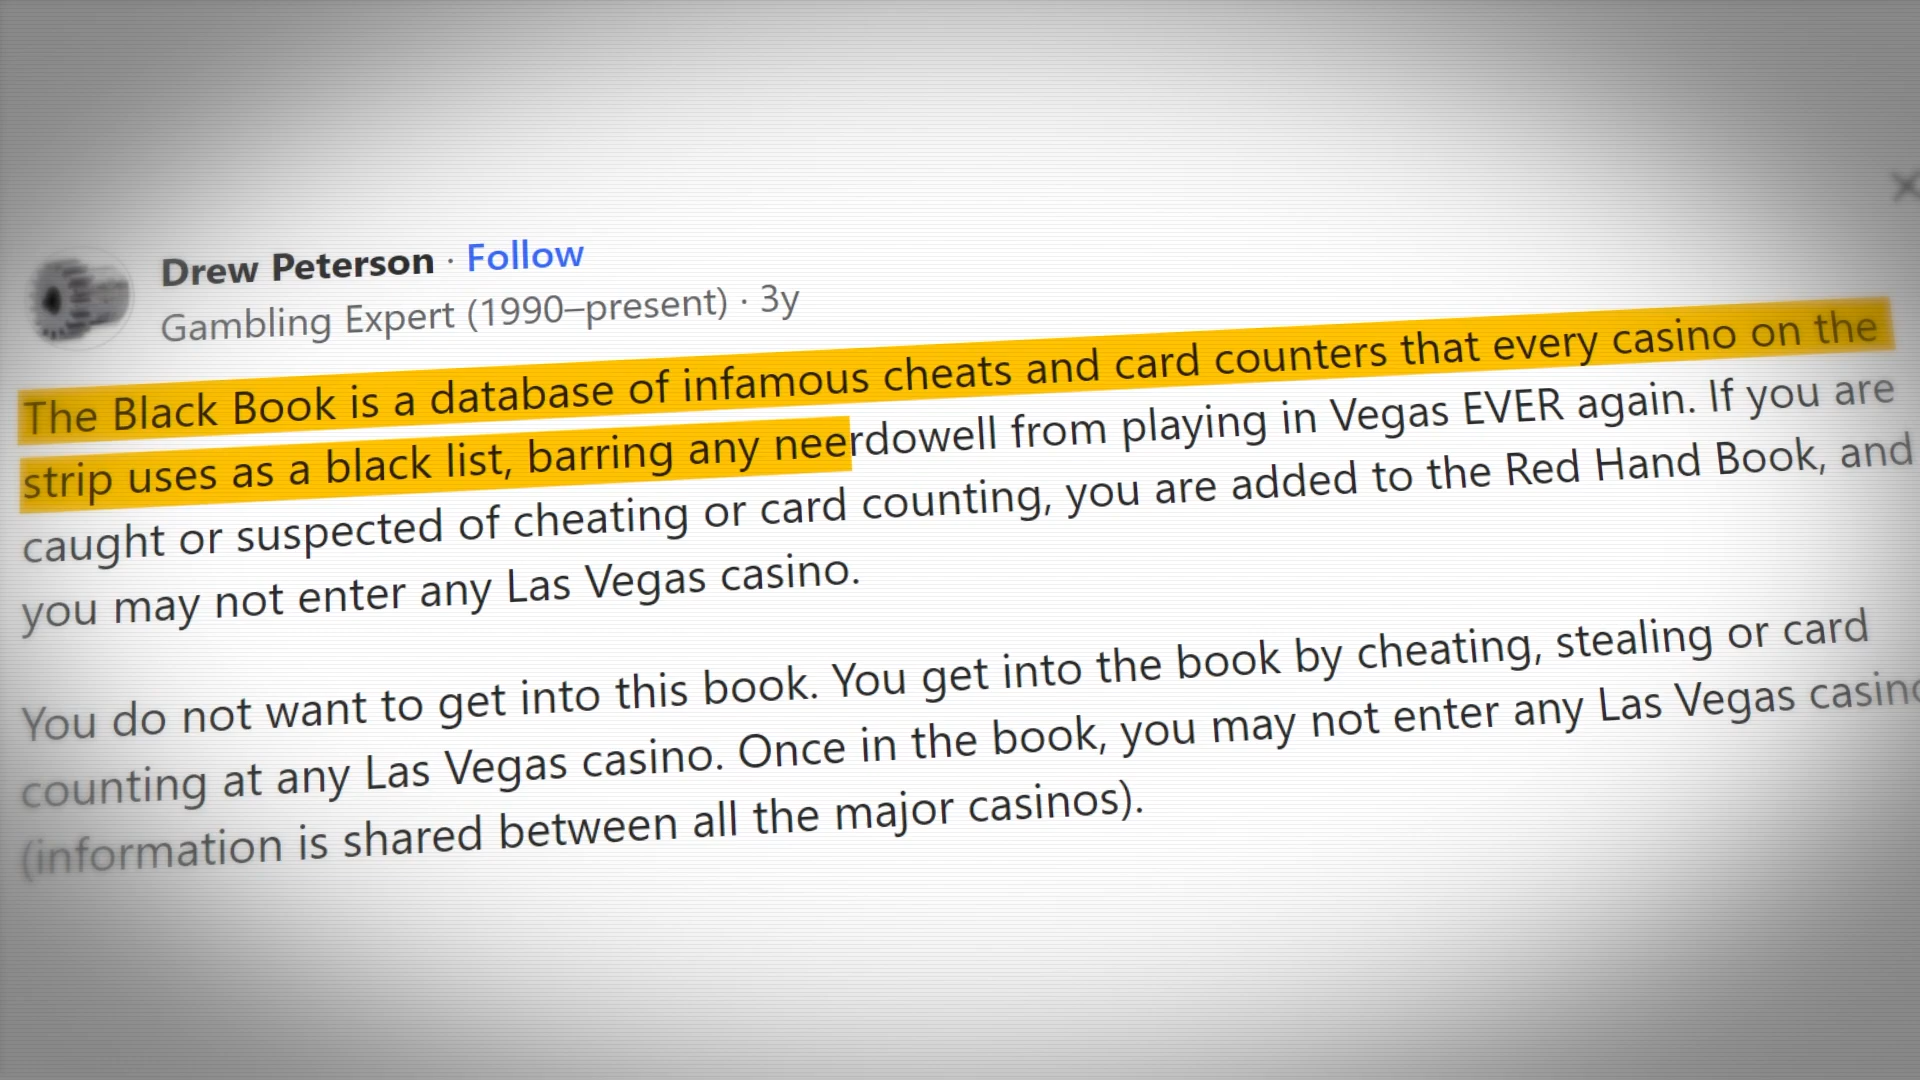 Drew Peterson · Follow
Gambling Expert (1990–present) · 3y
The Black Book is a database of infamous cheats and card counters that every casino on the
strip uses as a black list, barring any neerdowell from playing in Vegas EVER again. If you are
caught or suspected of cheating or card counting, you are added to the Red Hand Book, and
you may not enter any Las Vegas casino.
You do not want to get into this book. You get into the book by cheating, stealing or card
counting at any Las Vegas casino. Once in the book, you may not enter any Las Vegas casino
(information is shared between all the major casinos).